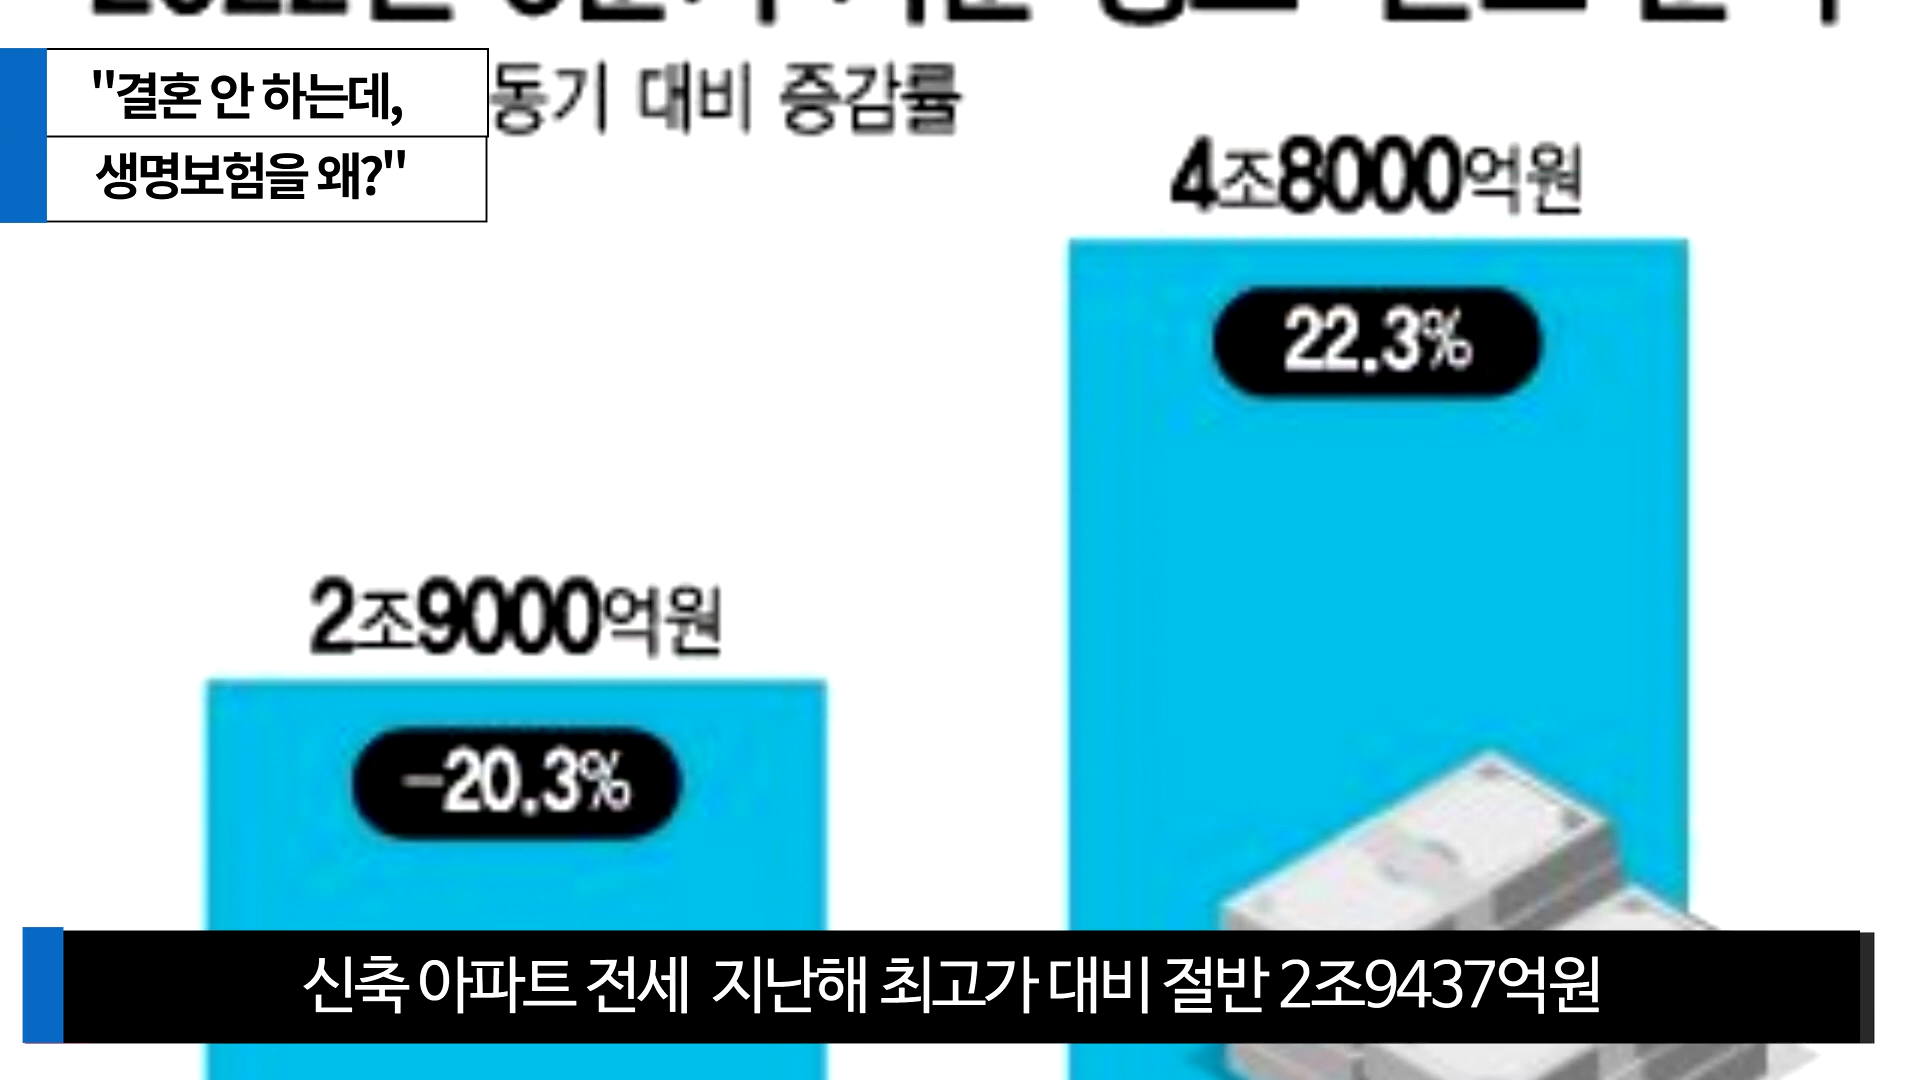 "결혼 안 하는데,
생명보험을 왜?"
동기 대비 증감률
4조8000억원
22.3%
2조9000억원
-20.3%
신축 아파트 전세 지난해 최고가 대비 절반 2조9437억원